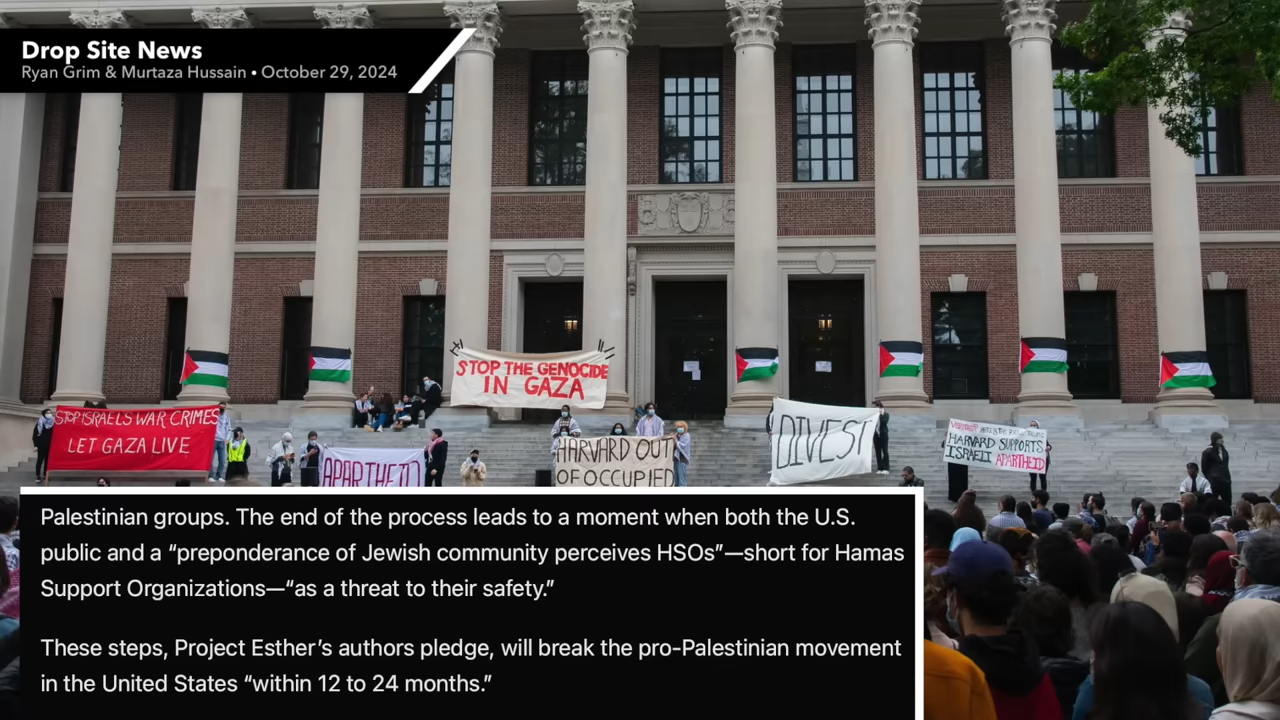 Drop Site News
Ryan Grim & Murtaza Hussain • October 29, 2024
STOP THE GENOCIDE
IN GAZA
STOP ISRAELS WAR CRIMES
LET GAZA LIVE
APARTHEID
HARVARD OUT
OF OCCUPIED
DIVEST
HARVARD SUPPORTS
ISRAELI APARTHEID
Palestinian groups. The end of the process leads to a moment when both the U.S.
public and a “preponderance of Jewish community perceives HSOs”—short for Hamas
Support Organizations—“as a threat to their safety.”
These steps, Project Esther’s authors pledge, will break the pro-Palestinian movement
in the United States “within 12 to 24 months.”